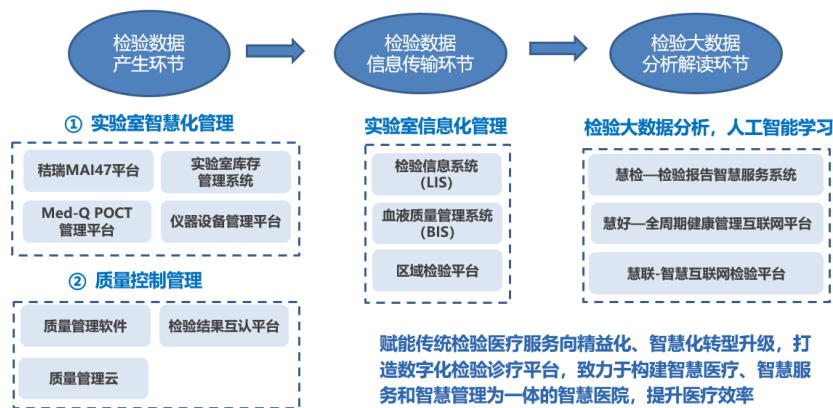 检验数据
产生环节
检验数据
信息传输环节
检验大数据
分析解读环节
① 实验室智慧化管理
秸瑞MAI47平台
实验室库存
管理系统
Med-Q POCT
管理平台
仪器设备管理平台
② 质量控制管理
质量管理软件
检验结果互认平台
质量管理云
实验室信息化管理
检验信息系统
(LIS)
血液质量管理系统
(BIS)
区域检验平台
检验大数据分析，人工智能学习
慧检—检验报告智慧服务系统
慧好—全周期健康管理互联网平台
慧联-智慧互联网检验平台
赋能传统检验医疗服务向精益化、智慧化转型升级，打
造数字化检验诊疗平台，致力于构建智慧医疗、智慧服
务和智慧管理为一体的智慧医院，提升医疗效率